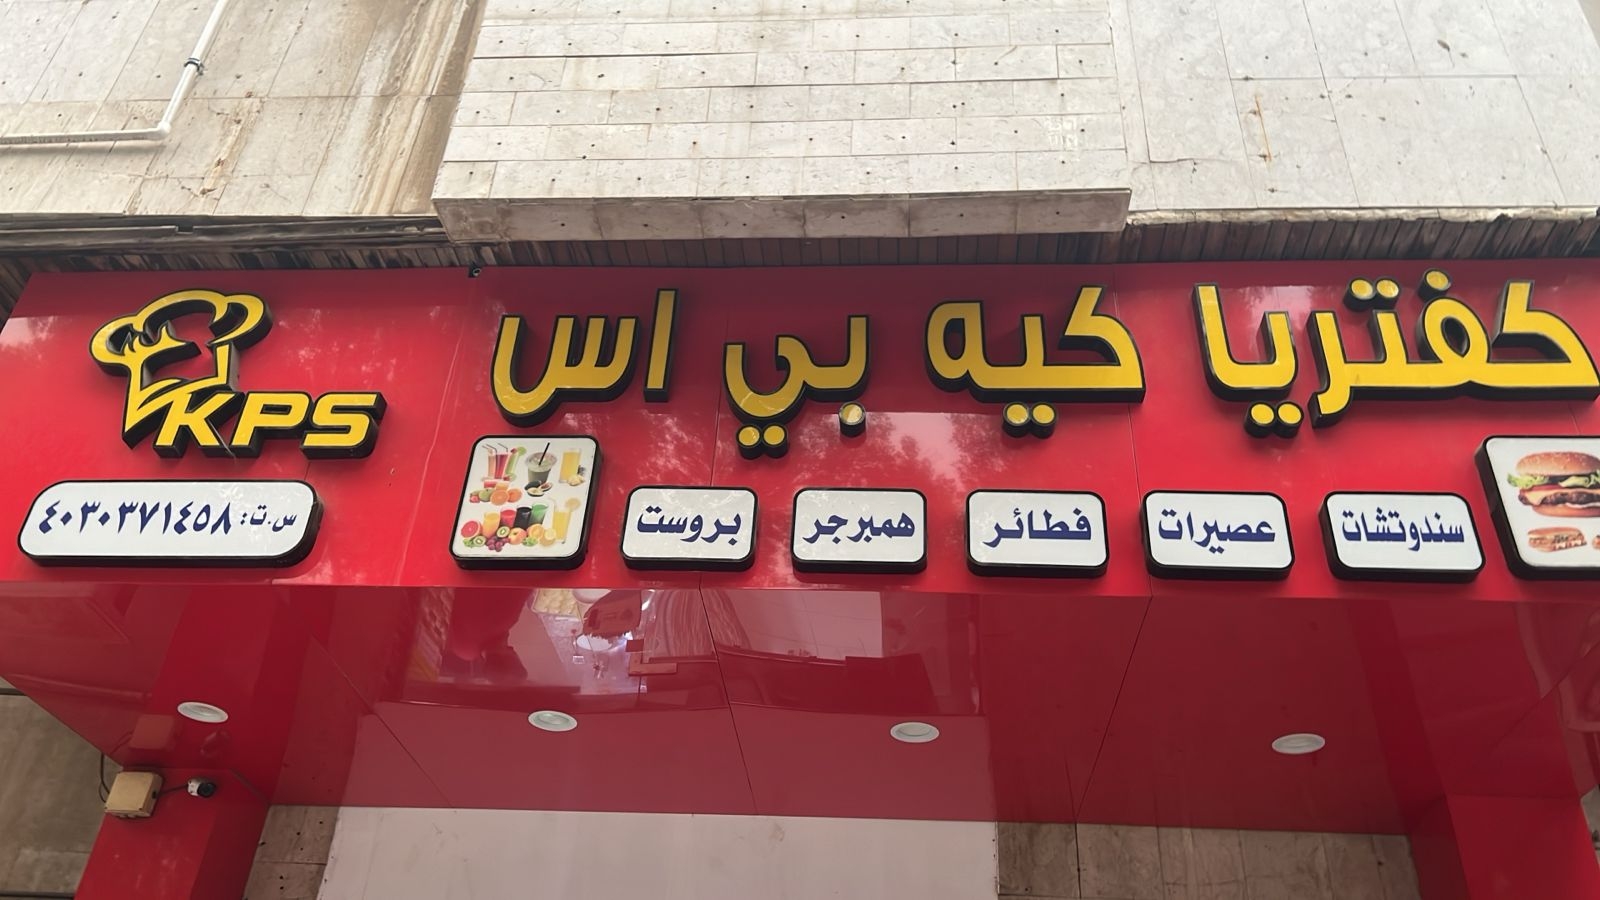 كفتريا كيه بي اس
KPS
سندوتشات
عصيرات
فطائر
همبرجر
بروست
س.ت: ٤٠٣٠٣٧١٤٥٨